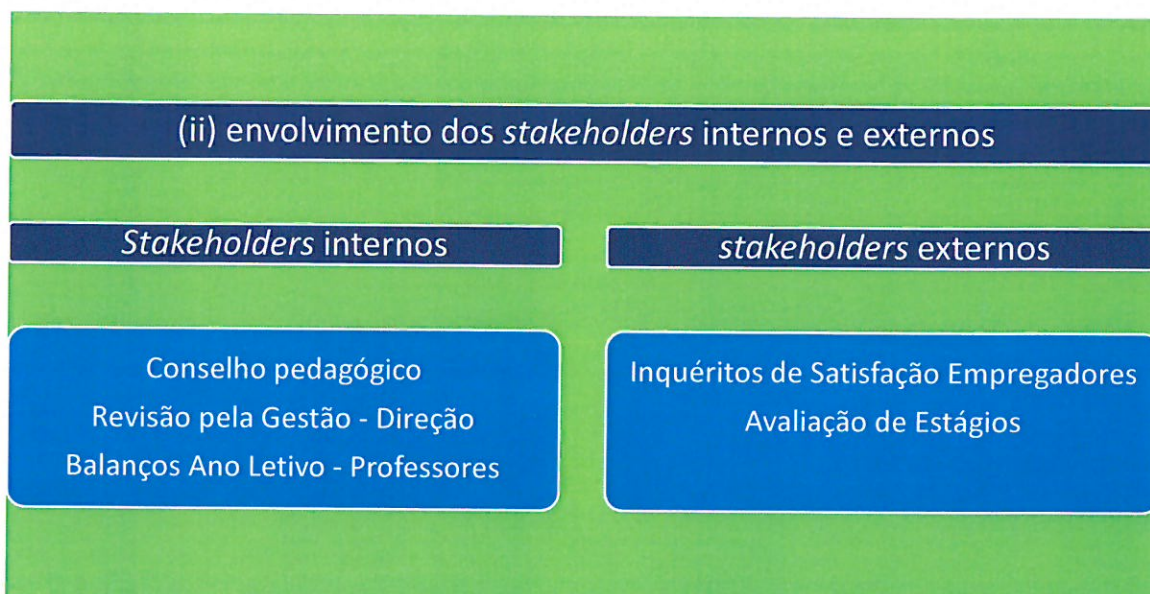 (ii) envolvimento dos stakeholders internos e externos
Stakeholders internos
stakeholders externos
Conselho pedagógico
Revisão pela Gestão - Direção
Balanços Ano Letivo - Professores
Inquéritos de Satisfação Empregadores
Avaliação de Estágios